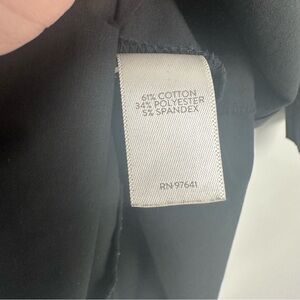 61% COTTON
34% POLYESTER
5% SPANDEX
RN 97641